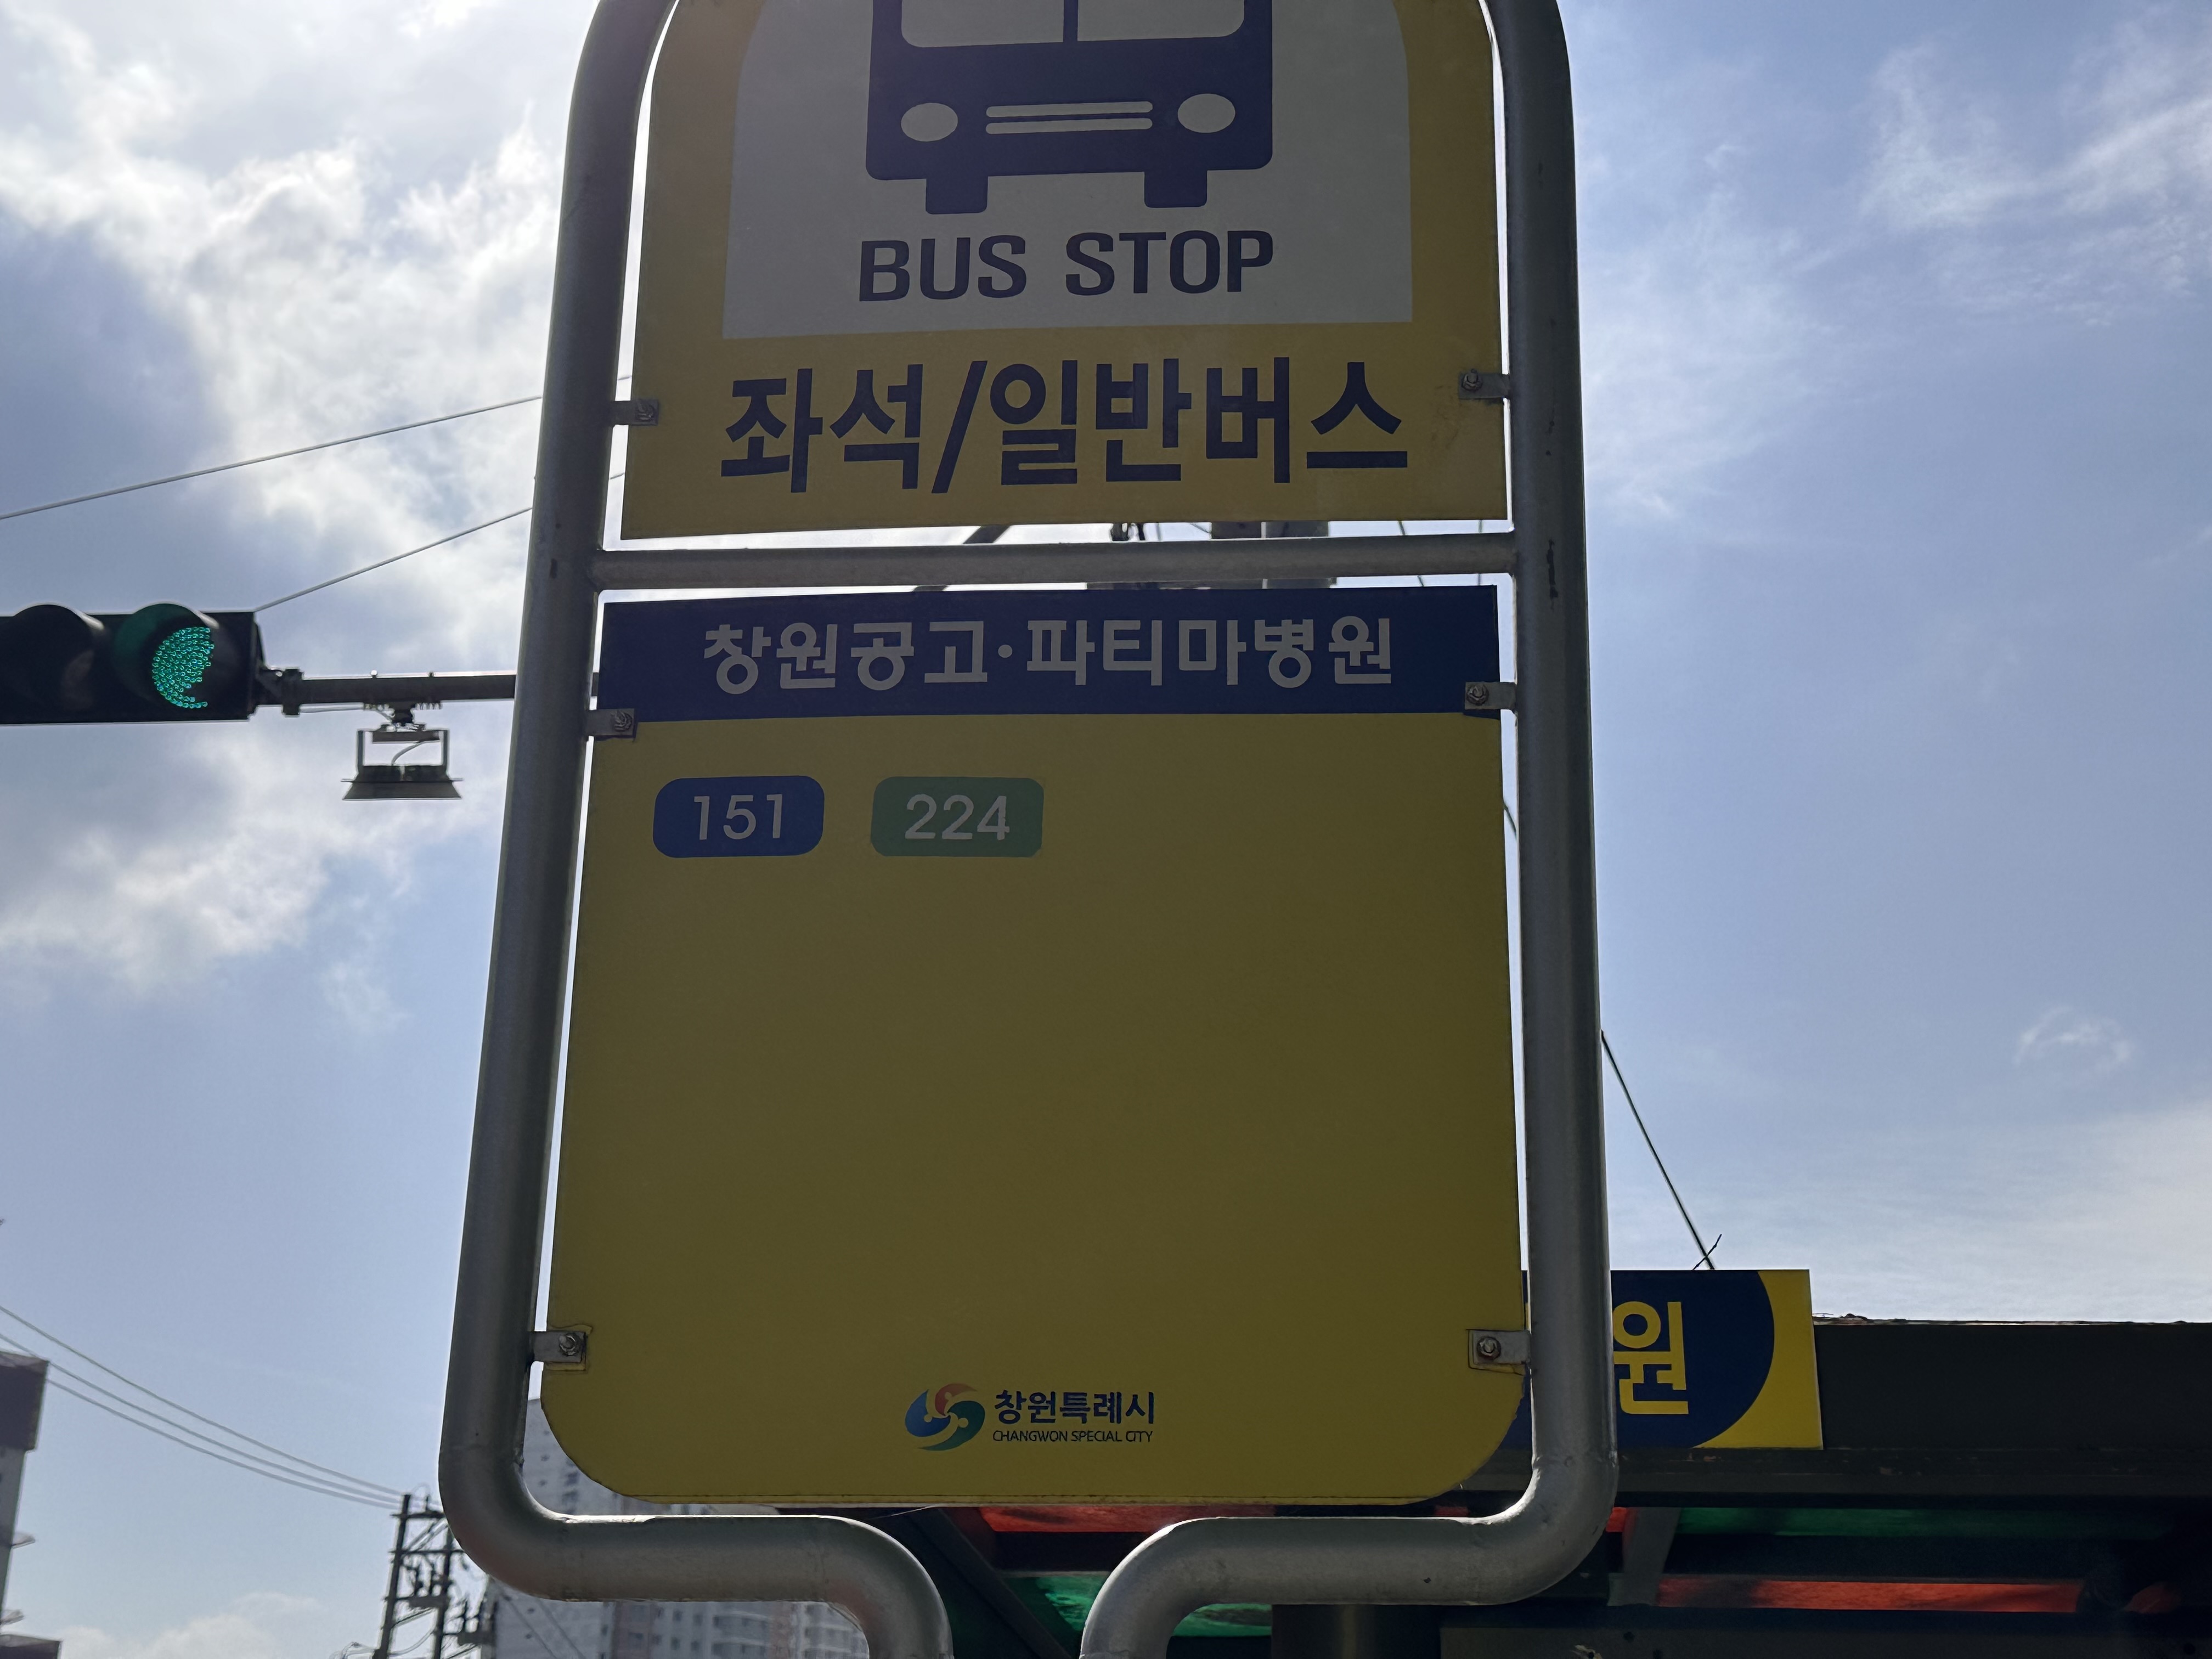 BUS STOP
좌석/일반버스
창원공고·파티마병원
151 224
창원특례시
CHANGWON SPECIAL CITY
원